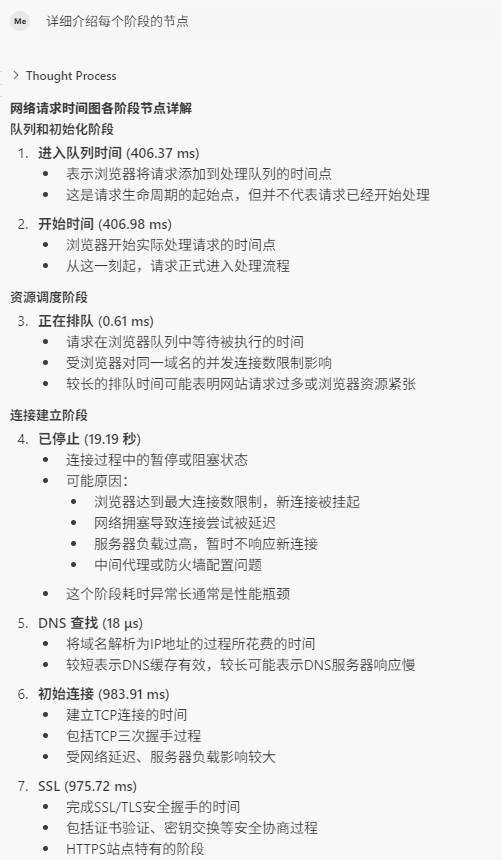 Me 详细介绍每个阶段的节点
Thought Process
网络请求时间图各阶段节点详解
队列和初始化阶段
1. 进入队列时间 (406.37 ms)
• 表示浏览器将请求添加到处理队列的时间点
• 这是请求生命周期的起始点，但并不代表请求已经开始处理
2. 开始时间 (406.98 ms)
• 浏览器开始实际处理请求的时间点
• 从这一刻起，请求正式进入处理流程
资源调度阶段
3. 正在排队 (0.61 ms)
• 请求在浏览器队列中等待被执行的时间
• 受浏览器对同一域名的并发连接数限制影响
• 较长的排队时间可能表明网站请求过多或浏览器资源紧张
连接建立阶段
4. 已停止 (19.19 秒)
• 连接过程中的暂停或阻塞状态
• 可能原因：
• 浏览器达到最大连接数限制，新连接被挂起
• 网络拥塞导致连接尝试被延迟
• 服务器负载过高，暂时不响应新连接
• 中间代理或防火墙配置问题
• 这个阶段耗时异常长通常是性能瓶颈
5. DNS 查找 (18 μs)
• 将域名解析为IP地址的过程所花费的时间
• 较短表示DNS缓存有效，较长可能表示DNS服务器响应慢
6. 初始连接 (983.91 ms)
• 建立TCP连接的时间
• 包括TCP三次握手过程
• 受网络延迟、服务器负载影响较大
7. SSL (975.72 ms)
• 完成SSL/TLS安全握手的时间
• 包括证书验证、密钥交换等安全协商过程
• HTTPS站点特有的阶段